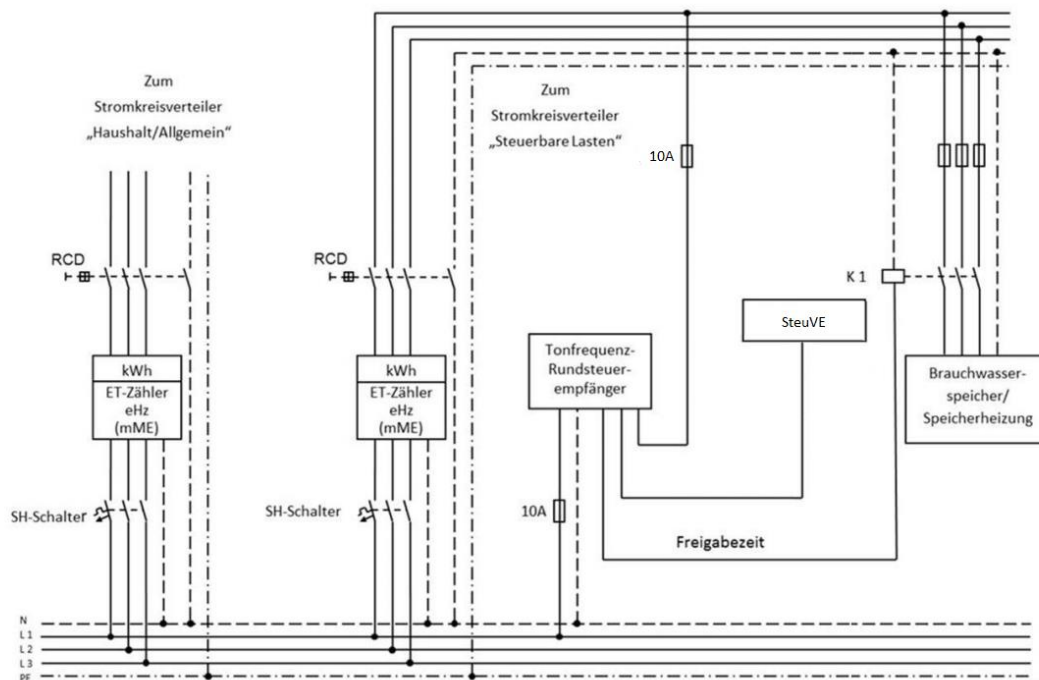 Zum
Stromkreisverteiler
„Haushalt/Allgemein“
Zum
Stromkreisverteiler
„Steuerbare Lasten“
10A
RCD
RCD
K 1
SteuVE
Tonfrequenz-
Rundsteuer-
empfänger
kWh
ET-Zähler
eHz
(mME)
kWh
ET-Zähler
eHz
(mME)
Brauchwasser-
speicher/
Speicherheizung
SH-Schalter
SH-Schalter
10A
Freigabezeit
N
L 1
L 2
L 3
PE